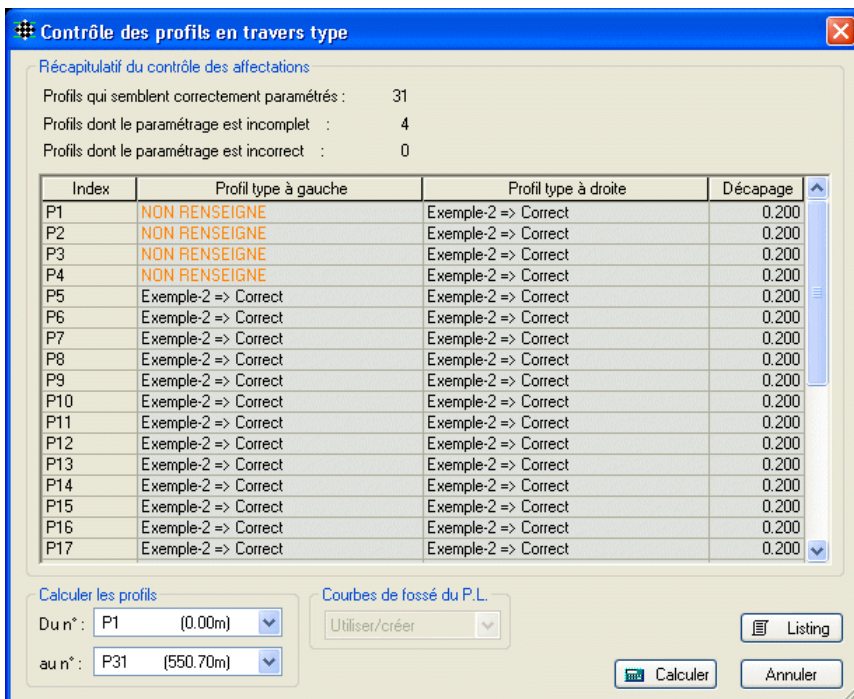 Contrôle des profils en travers type
Récapitulatif du contrôle des affectations
Profils qui semblent correctement paramétrés : 31
Profils dont le paramétrage est incomplet : 4
Profils dont le paramétrage est incorrect : 0
Index Profil type à gauche Profil type à droite Décapage
P1 NON RENSEIGNE Exemple-2 => Correct 0.200
P2 NON RENSEIGNE Exemple-2 => Correct 0.200
P3 NON RENSEIGNE Exemple-2 => Correct 0.200
P4 NON RENSEIGNE Exemple-2 => Correct 0.200
P5 Exemple-2 => Correct Exemple-2 => Correct 0.200
P6 Exemple-2 => Correct Exemple-2 => Correct 0.200
P7 Exemple-2 => Correct Exemple-2 => Correct 0.200
P8 Exemple-2 => Correct Exemple-2 => Correct 0.200
P9 Exemple-2 => Correct Exemple-2 => Correct 0.200
P10 Exemple-2 => Correct Exemple-2 => Correct 0.200
P11 Exemple-2 => Correct Exemple-2 => Correct 0.200
P12 Exemple-2 => Correct Exemple-2 => Correct 0.200
P13 Exemple-2 => Correct Exemple-2 => Correct 0.200
P14 Exemple-2 => Correct Exemple-2 => Correct 0.200
P15 Exemple-2 => Correct Exemple-2 => Correct 0.200
P16 Exemple-2 => Correct Exemple-2 => Correct 0.200
P17 Exemple-2 => Correct Exemple-2 => Correct 0.200
Calculer les profils
Du n° : P1 (0.00m)
au n° : P31 (550.70m)
Courbes de fossé du P.L.
Utiliser/créer
Listing
Calculer
Annuler